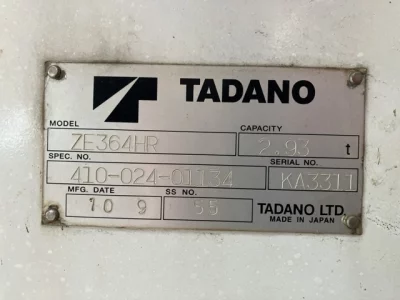 TADANO
MODEL CAPACITY
ZE364HR 2.93 t
SPEC. NO. SERIAL NO.
410-024-01134 KA3311
MFG. DATE SS NO.
10 9 55 TADANO LTD.
MADE IN JAPAN